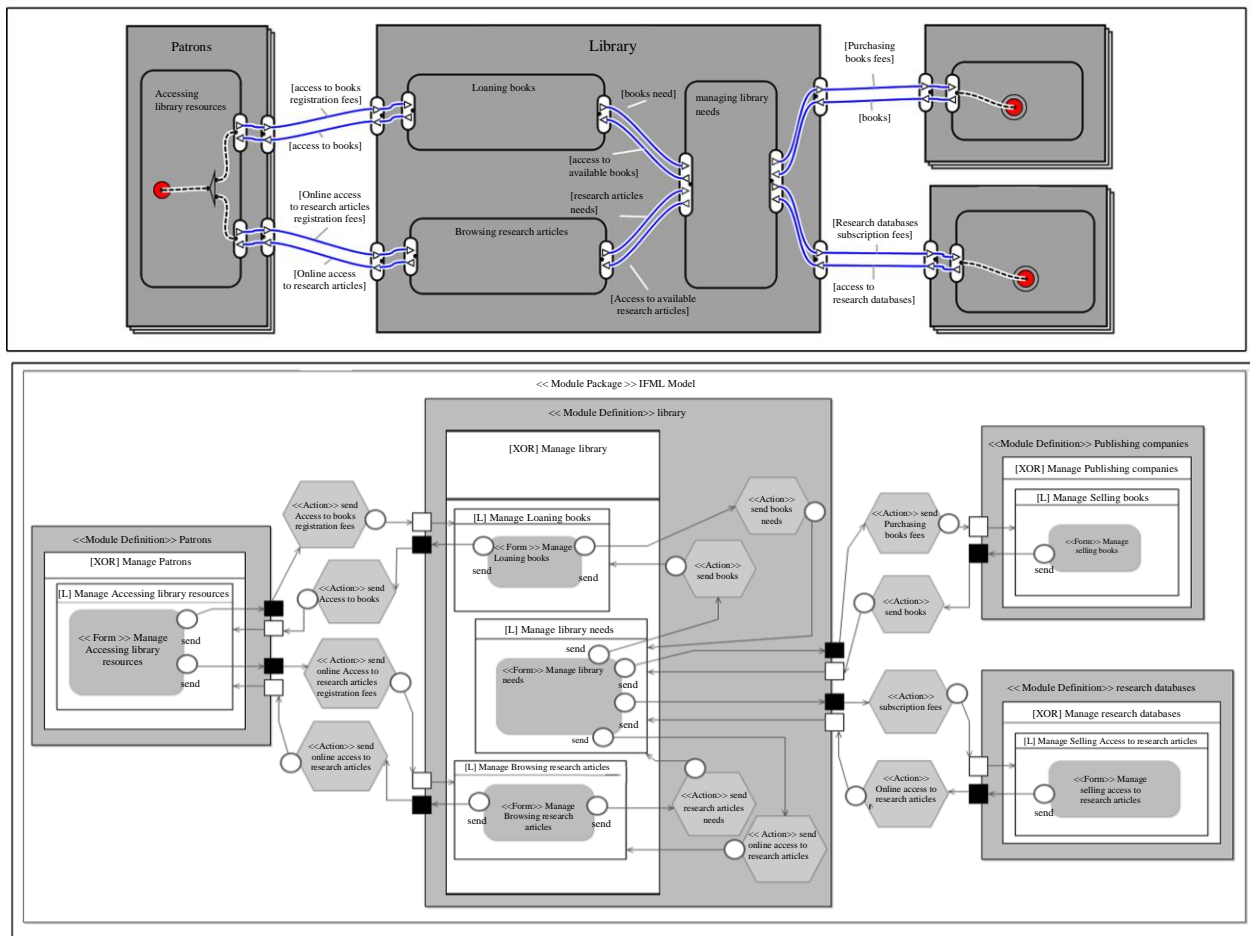 Patrons
Library
Accessing
library resources
[access to books
registration fees]
[access to books]
Loaning books
[books need]
managing library
needs
[Purchasing
books fees]
[books]
[access to
available books]
[research articles
needs]
[Online access
to research articles
registration fees]
[Online access
to research articles]
Browsing research articles
[Access to available
research articles]
[Research databases
subscription fees]
[access to
research databases]
<< Module Package >> IFML Model
<< Module Definition>> library
[XOR] Manage library
<<Module Definition>> Patrons
[XOR] Manage Patrons
[L] Manage Accessing library resources
<< Form >> Manage
Accessing library
resources
send
send
<<Action>> send
Access to books
registration fees
<<Action>> send
Access to books
<< Action>> send
online Access to
research articles
registration fees
<<Action>> send
online access to
research articles
[L] Manage Loaning books
<< Form >> Manage
Loaning books
send
send
<<Action>>
send books
needs
<<Action>>
send books
[L] Manage library needs
<<Form>> Manage library
needs
send
send
send
send
[L] Manage Browsing research articles
<<Form>> Manage
Browsing research
articles
send
send
<<Action>> send
research articles
needs
<< Action>> send
online access to
research articles
<<Action>> send
Purchasing
books fees
<<Action>>
send books
<<Action>>
subscription fees
<<Action>>
Online access to
research articles
<<Module Definition>> Publishing companies
[XOR] Manage Publishing companies
[L] Manage Selling books
<<Form>> Manage
selling books
send
<< Module Definition>> research databases
[XOR] Manage research databases
[L] Manage Selling Access to research articles
<<Form>> Manage
selling access to
research articles
send